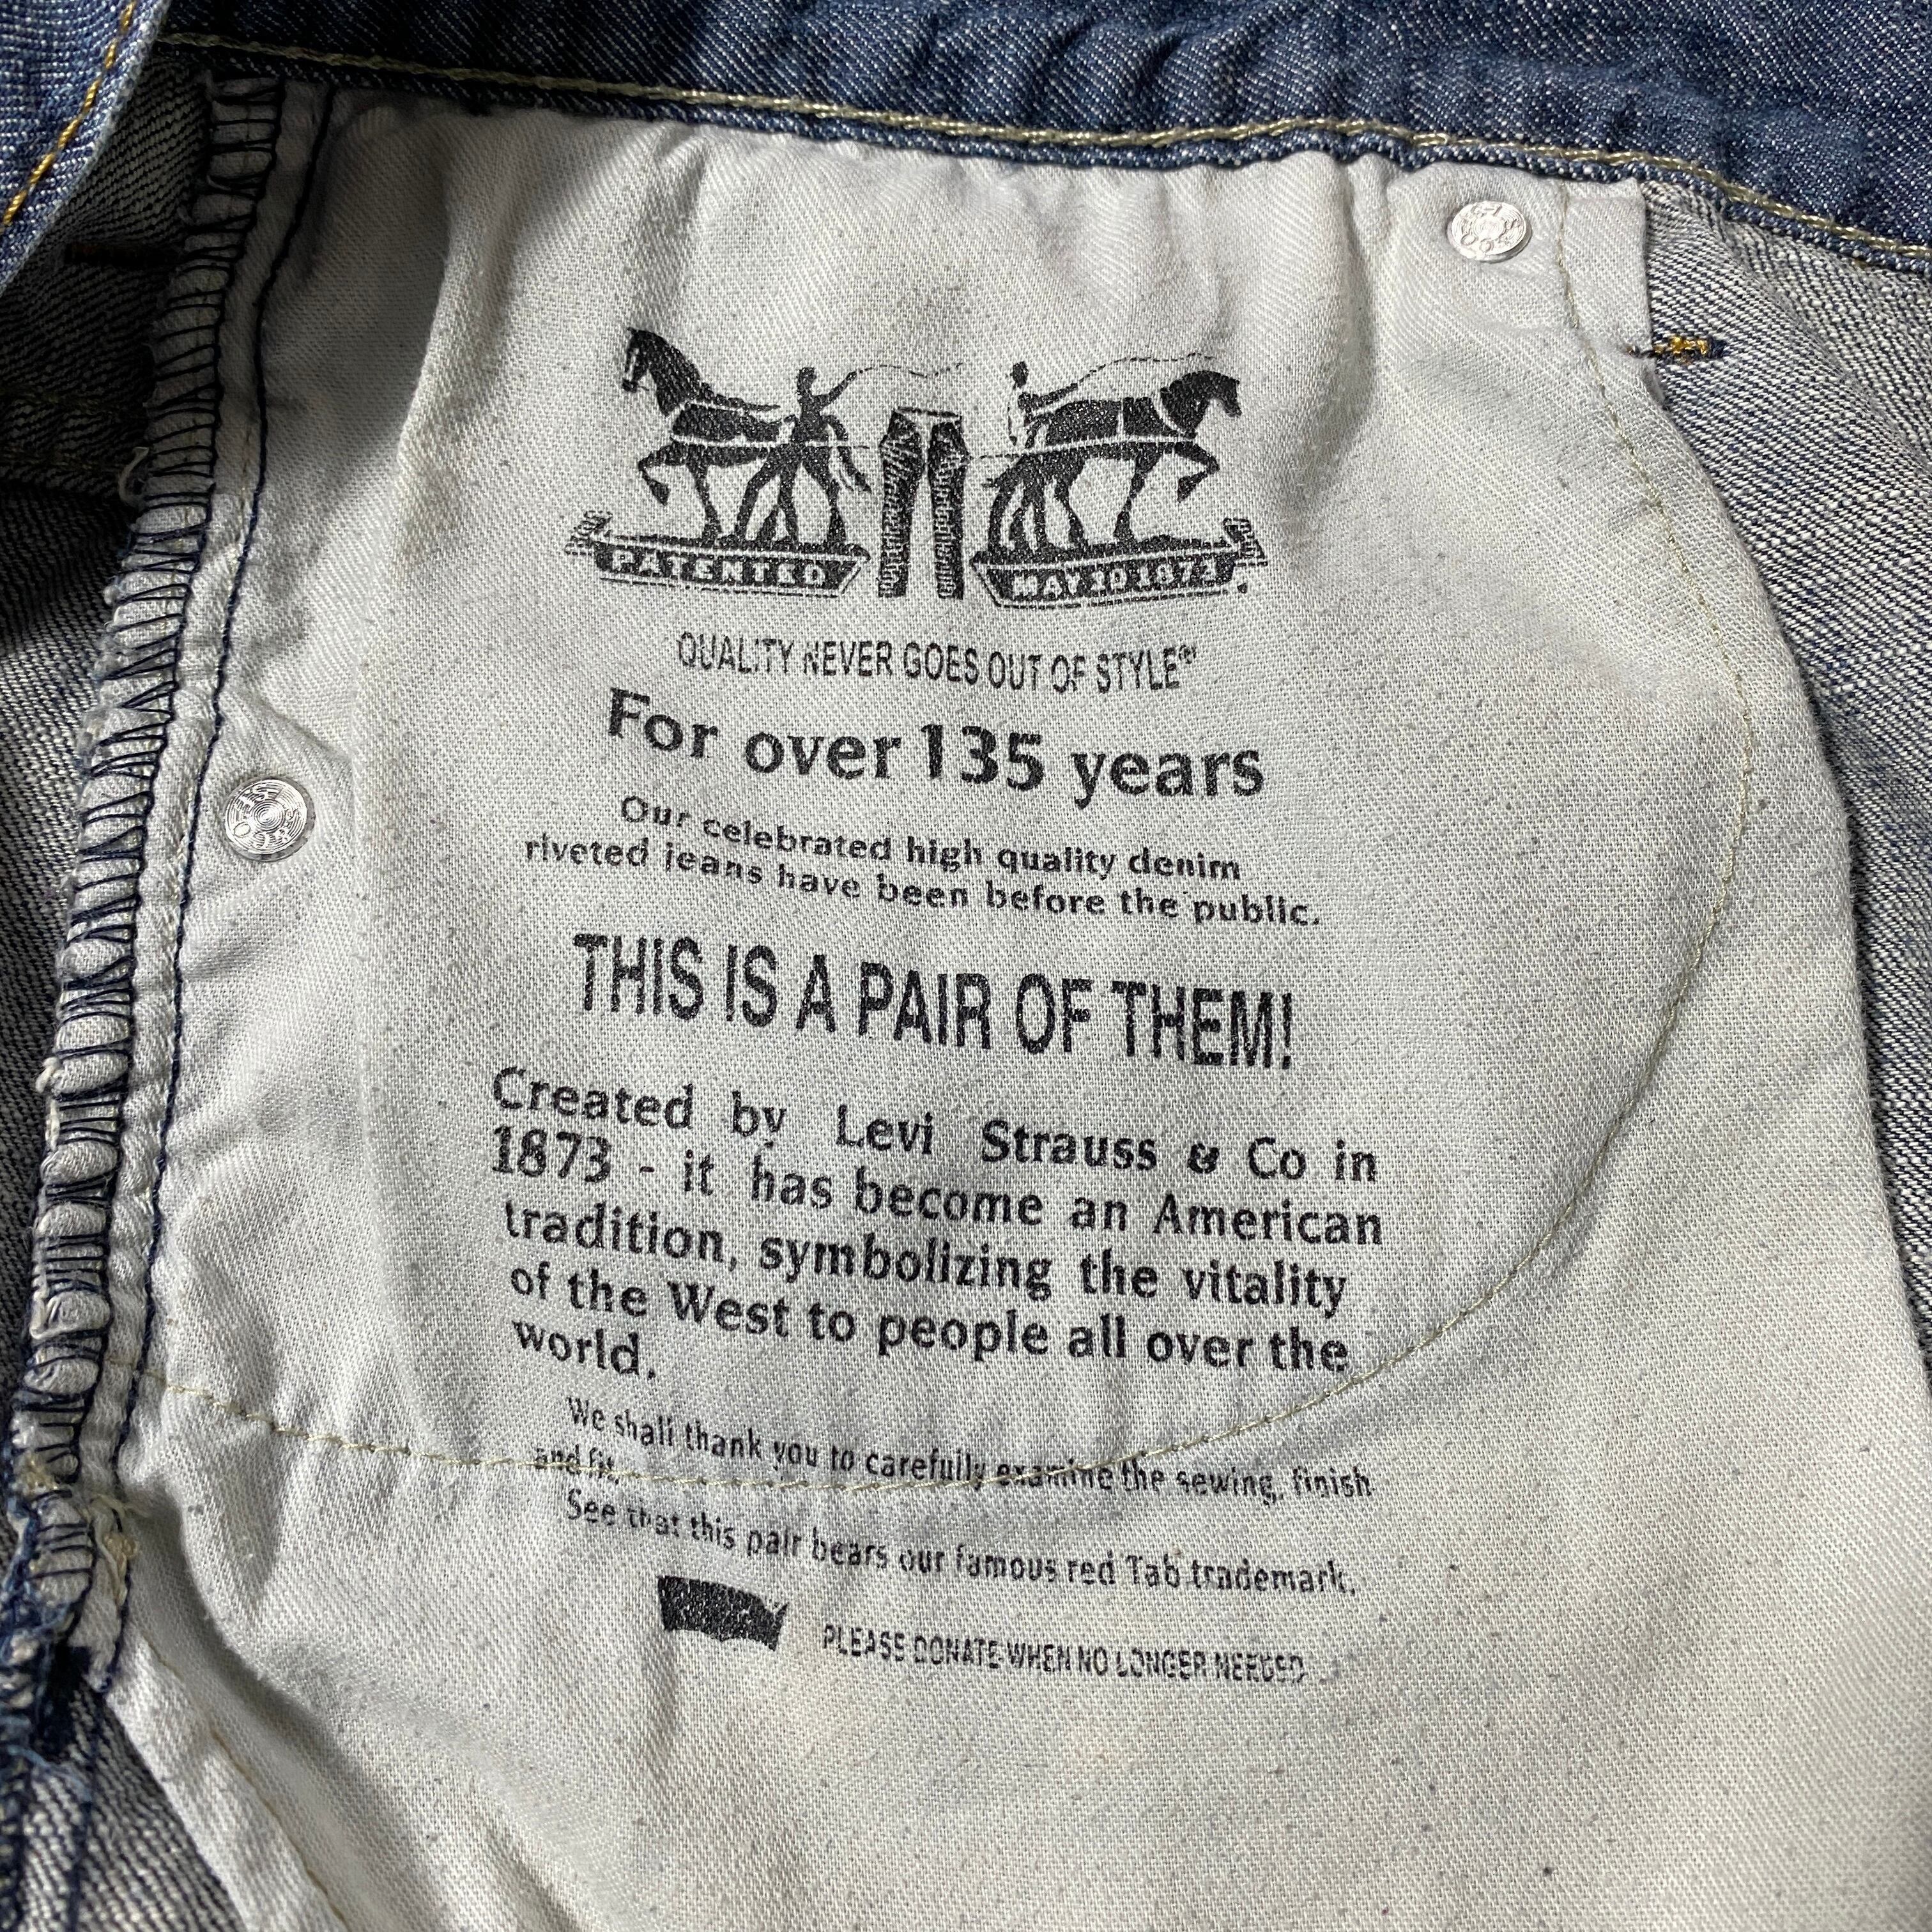 PATENTED
MAY 20 1873
QUALITY NEVER GOES OUT OF STYLE®
For over 135 years
Our celebrated high quality denim
riveted jeans have been before the public.
THIS IS A PAIR OF THEM!
Created by Levi Strauss & Co in
1873 - it has become an American
tradition, symbolizing the vitality
of the West to people all over the
world.
We shall thank you to carefully examine the sewing, finish
and fit.
See that this pair bears our famous red Tab trademark.
PLEASE DONATE WHEN NO LONGER NEEDED